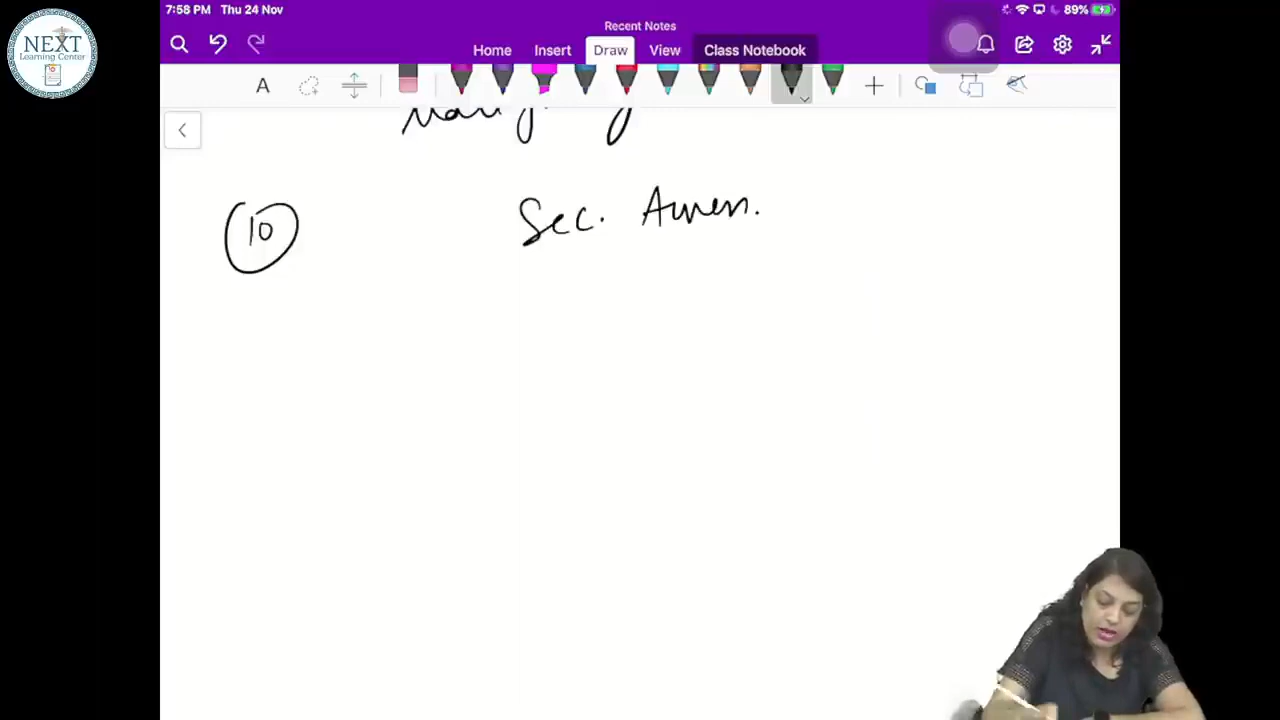 7:58 PM Thu 24 Nov
Recent Notes
89%
NEXT
Learning Center
Home Insert Draw View Class Notebook
A
10 Sec. Amen.